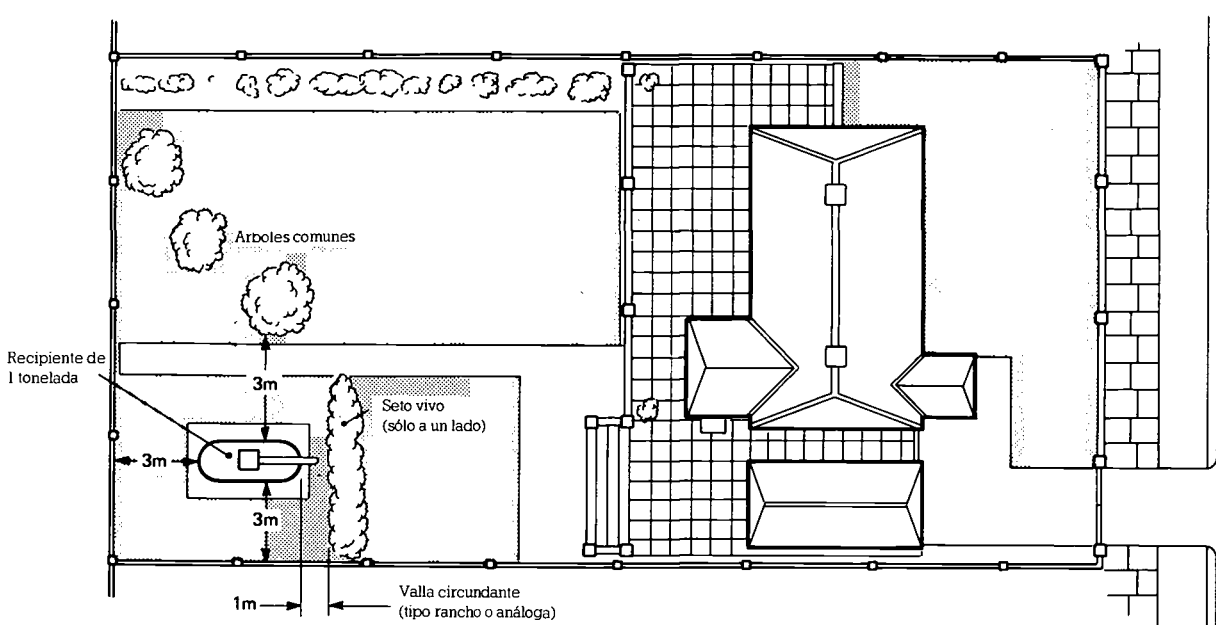 Arboles comunes
Recipiente de
1 tonelada
3m
Seto vivo
(sólo a un lado)
3m
3m
1m
Valla circundante
(tipo rancho o análoga)